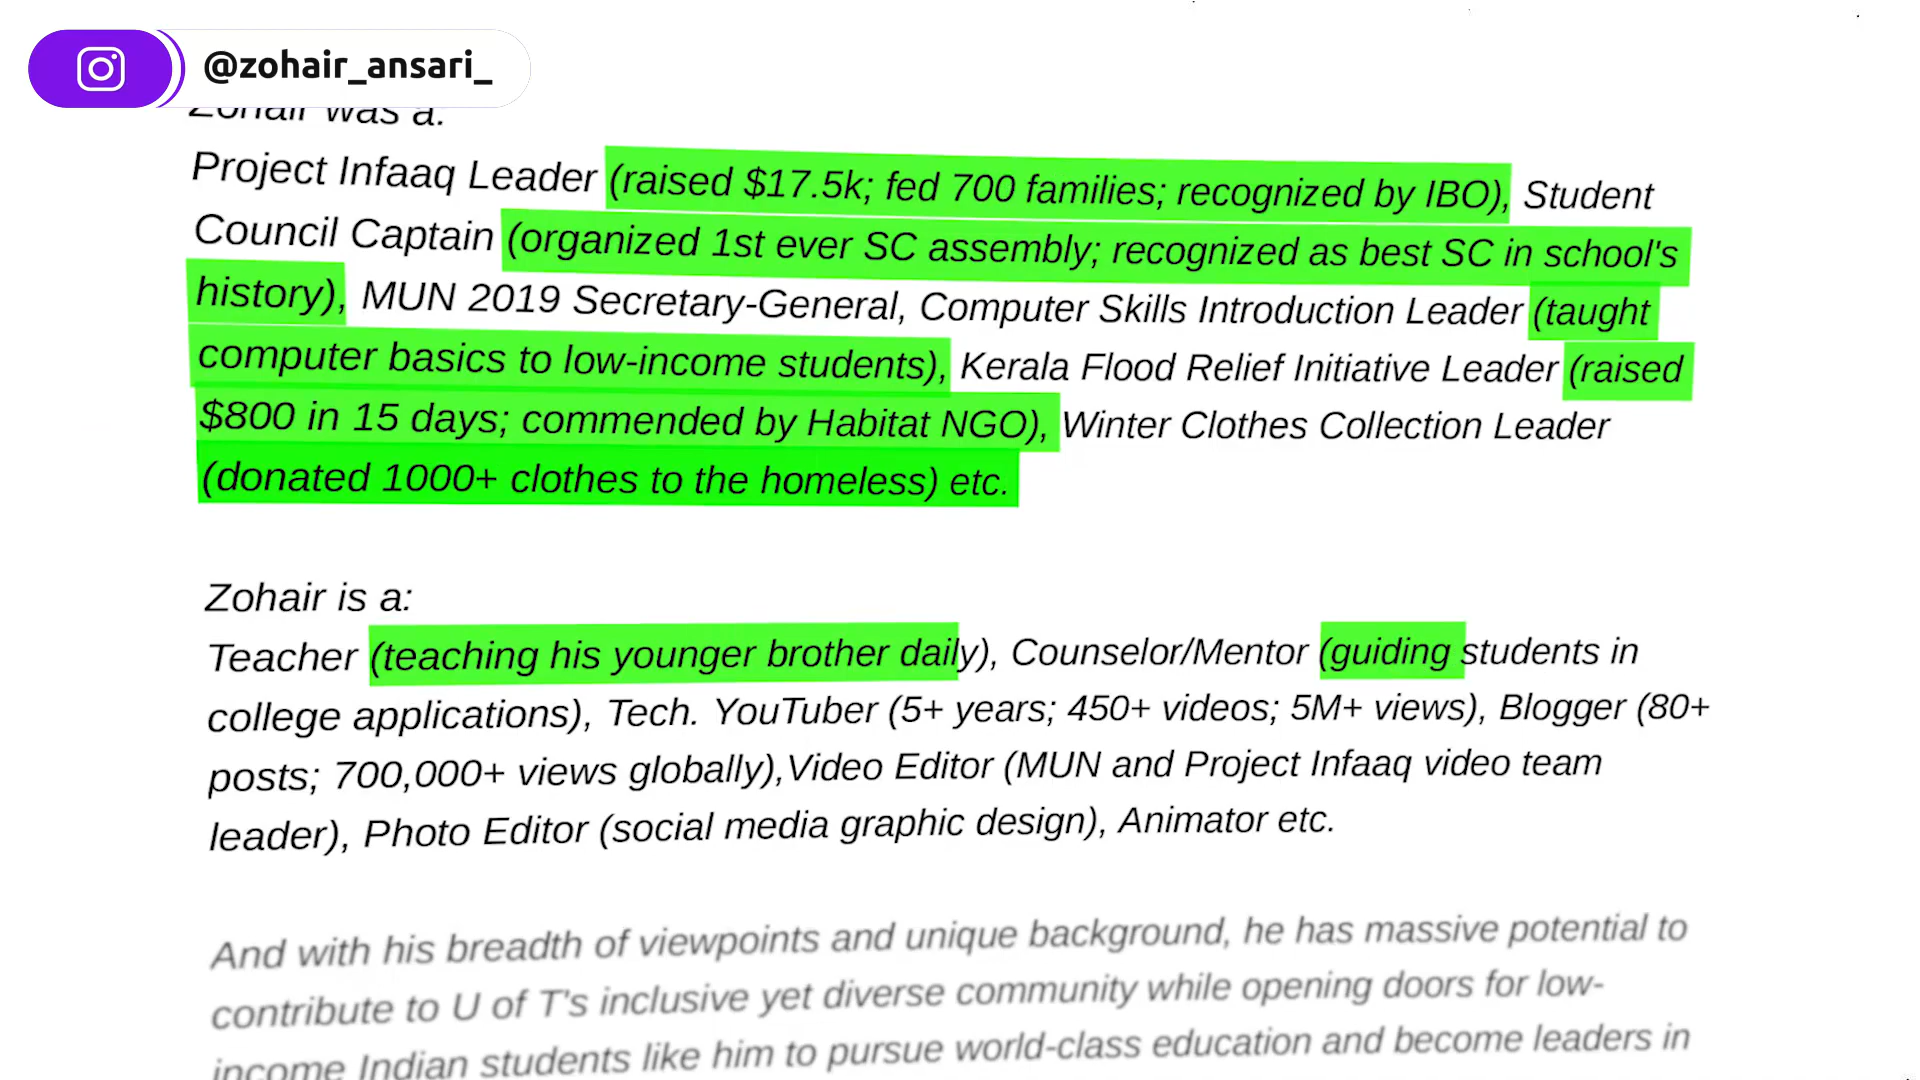 @zohair_ansari_
Zohair was a:
Project Infaaq Leader (raised $17.5k; fed 700 families; recognized by IBO), Student
Council Captain (organized 1st ever SC assembly; recognized as best SC in school's
history), MUN 2019 Secretary-General, Computer Skills Introduction Leader (taught
computer basics to low-income students), Kerala Flood Relief Initiative Leader (raised
$800 in 15 days; commended by Habitat NGO), Winter Clothes Collection Leader
(donated 1000+ clothes to the homeless) etc.
Zohair is a:
Teacher (teaching his younger brother daily), Counselor/Mentor (guiding students in
college applications), Tech. YouTuber (5+ years; 450+ videos; 5M+ views), Blogger (80+
posts; 700,000+ views globally),Video Editor (MUN and Project Infaaq video team
leader), Photo Editor (social media graphic design), Animator etc.
And with his breadth of viewpoints and unique background, he has massive potential to
contribute to U of T's inclusive yet diverse community while opening doors for low-
income Indian students like him to pursue world-class education and become leaders in